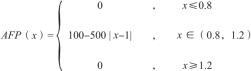 0 , x≤0.8
AFP（x）= 100–500 | x–1| , x ∈（0.8，1.2）
0 , x≥1.2